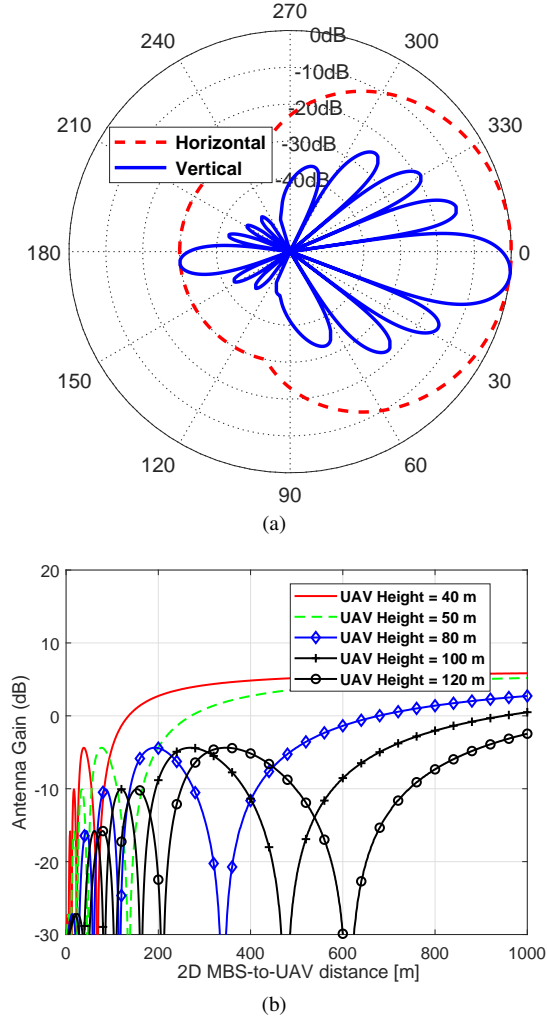 270
240
0dB
300
-10dB
210
-20dB
330
-30dB
Horizontal
Vertical
-40dB
180
0
150
30
120
60
90
(a)
20
UAV Height = 40 m
UAV Height = 50 m
10
UAV Height = 80 m
UAV Height = 100 m
UAV Height = 120 m
0
Antenna Gain (dB)
-10
-20
-30
0
200
400
600
800
1000
2D MBS-to-UAV distance [m]
(b)